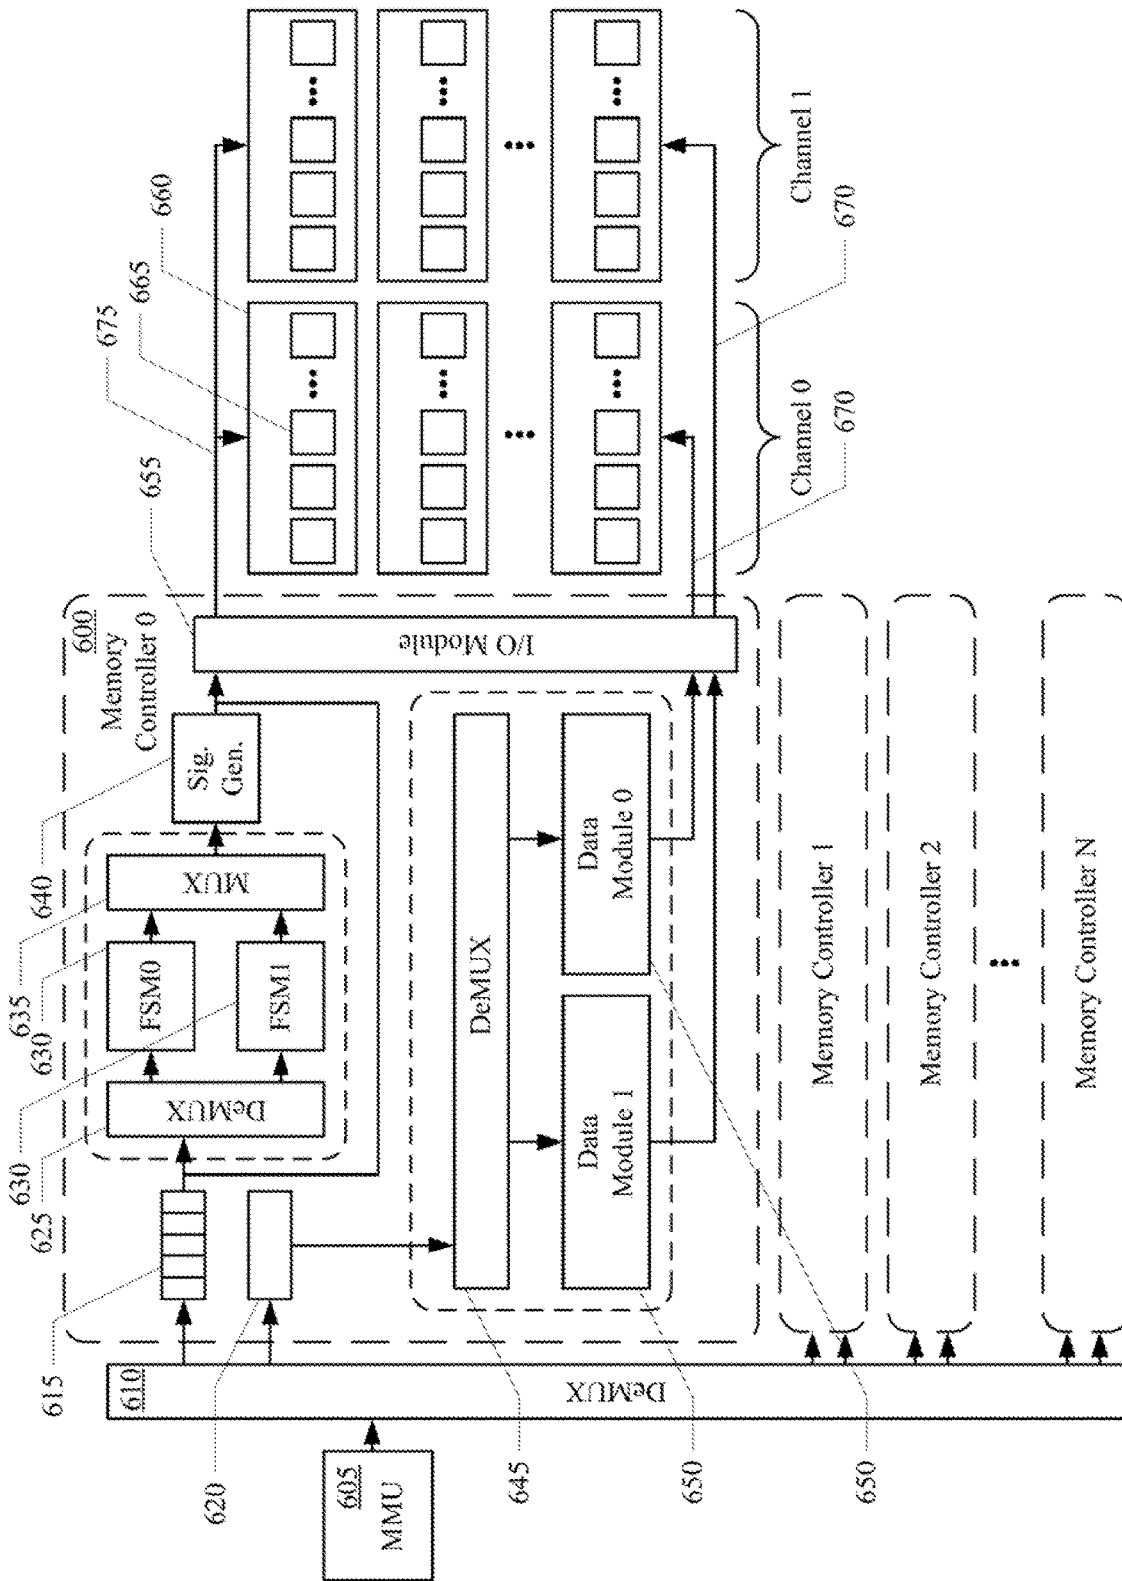 605
MMU
610
DeMUX
615
620
600
Memory
Controller 0
625
630
630
635
640
DeMUX
FSM0
FSM1
MUX
Sig.
Gen.
645
650
650
DeMUX
Data
Module 1
Data
Module 0
655
I/O Module
675
665
660
•••
•••
•••
•••
Channel 0
•••
•••
•••
•••
Channel 1
670
670
Memory Controller 1
Memory Controller 2
•••
Memory Controller N